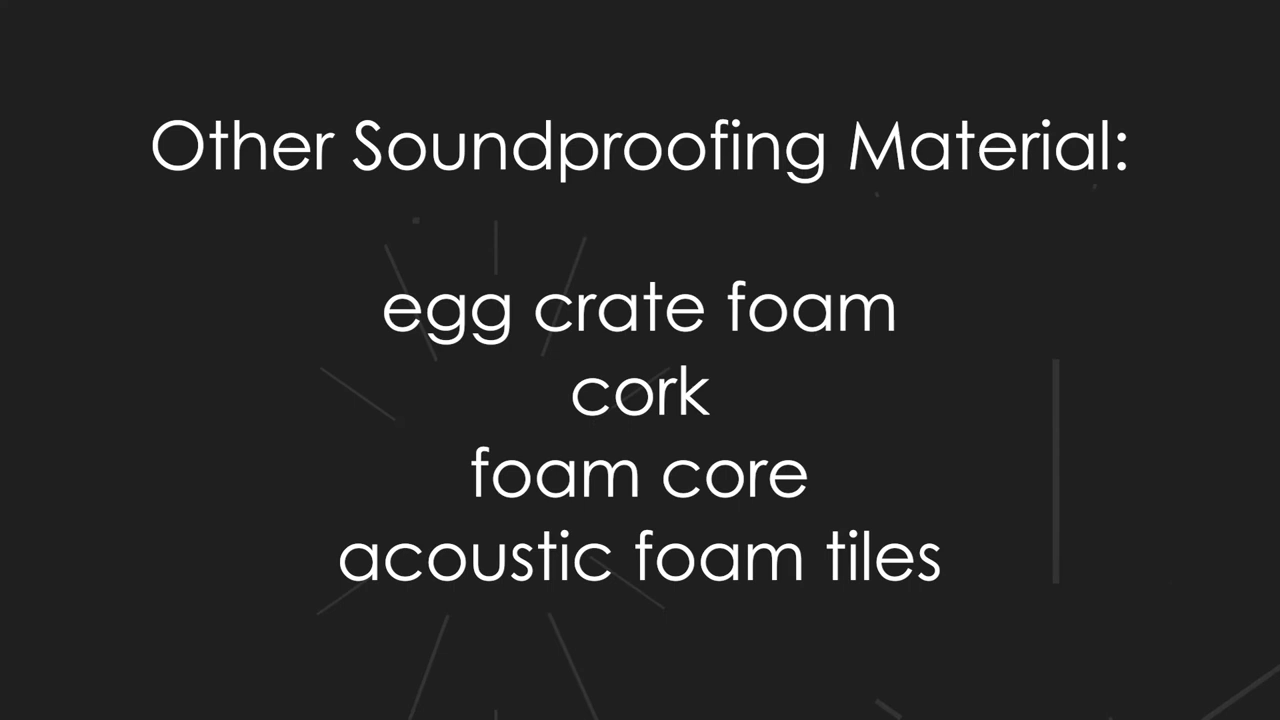 Other Soundproofing Material:
egg crate foam
cork
foam core
acoustic foam tiles